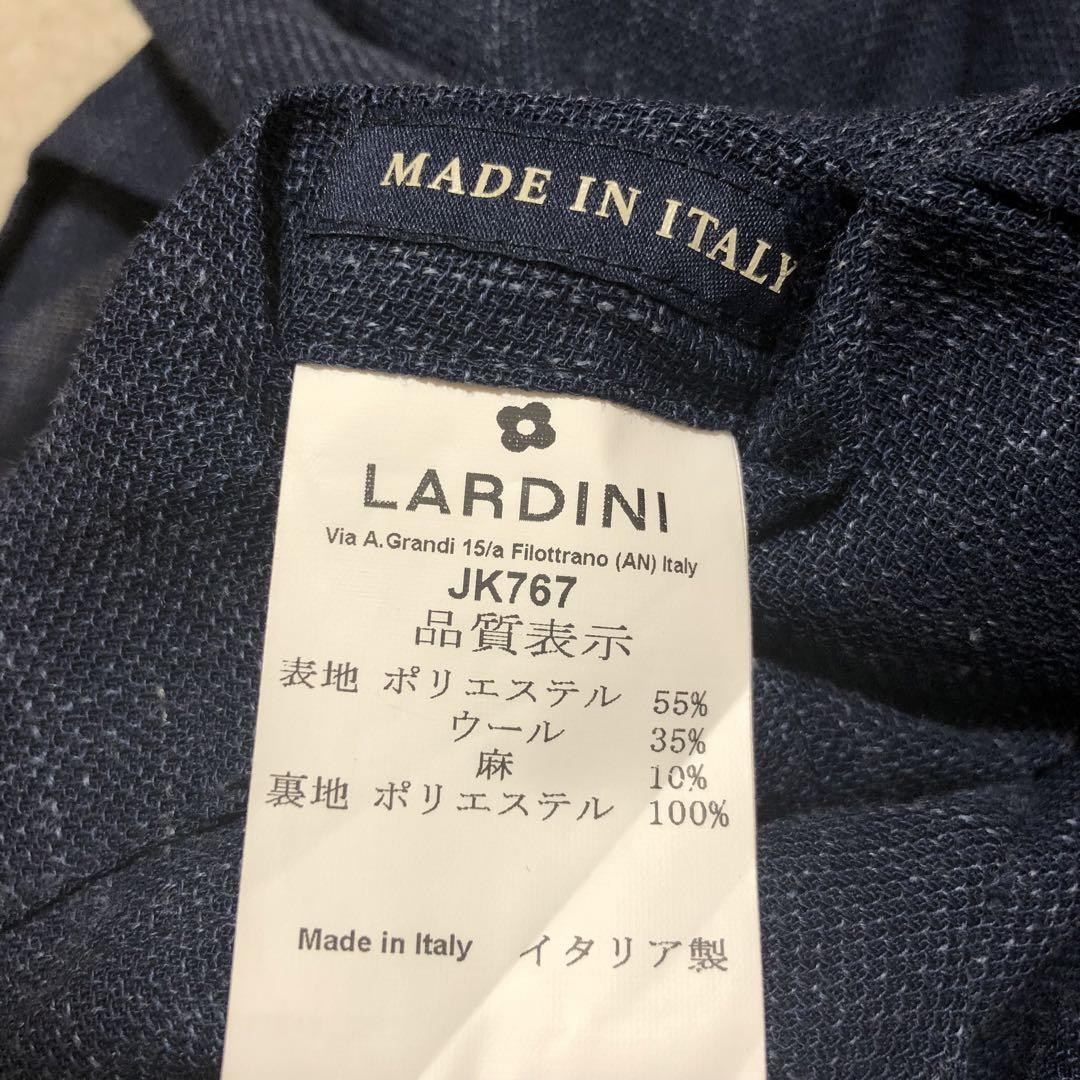 MADE IN ITALY
LARDINI
Via A.Grandi 15/a Filottrano (AN) Italy
JK767
品質表示
表地 ポリエステル 55%
ウール 35%
麻 10%
裏地 ポリエステル 100%
Made in Italy イタリア製